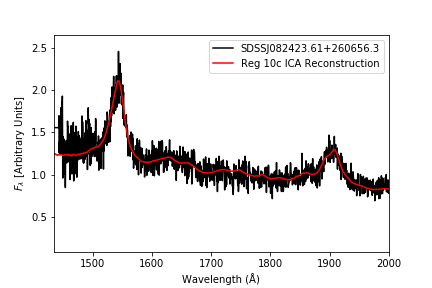 SDSSJ082423.61+260656.3
Reg 10c ICA Reconstruction
2.5
2.0
1.5
1.0
0.5
F_λ [Arbitrary Units]
1500 1600 1700 1800 1900 2000
Wavelength (Å)